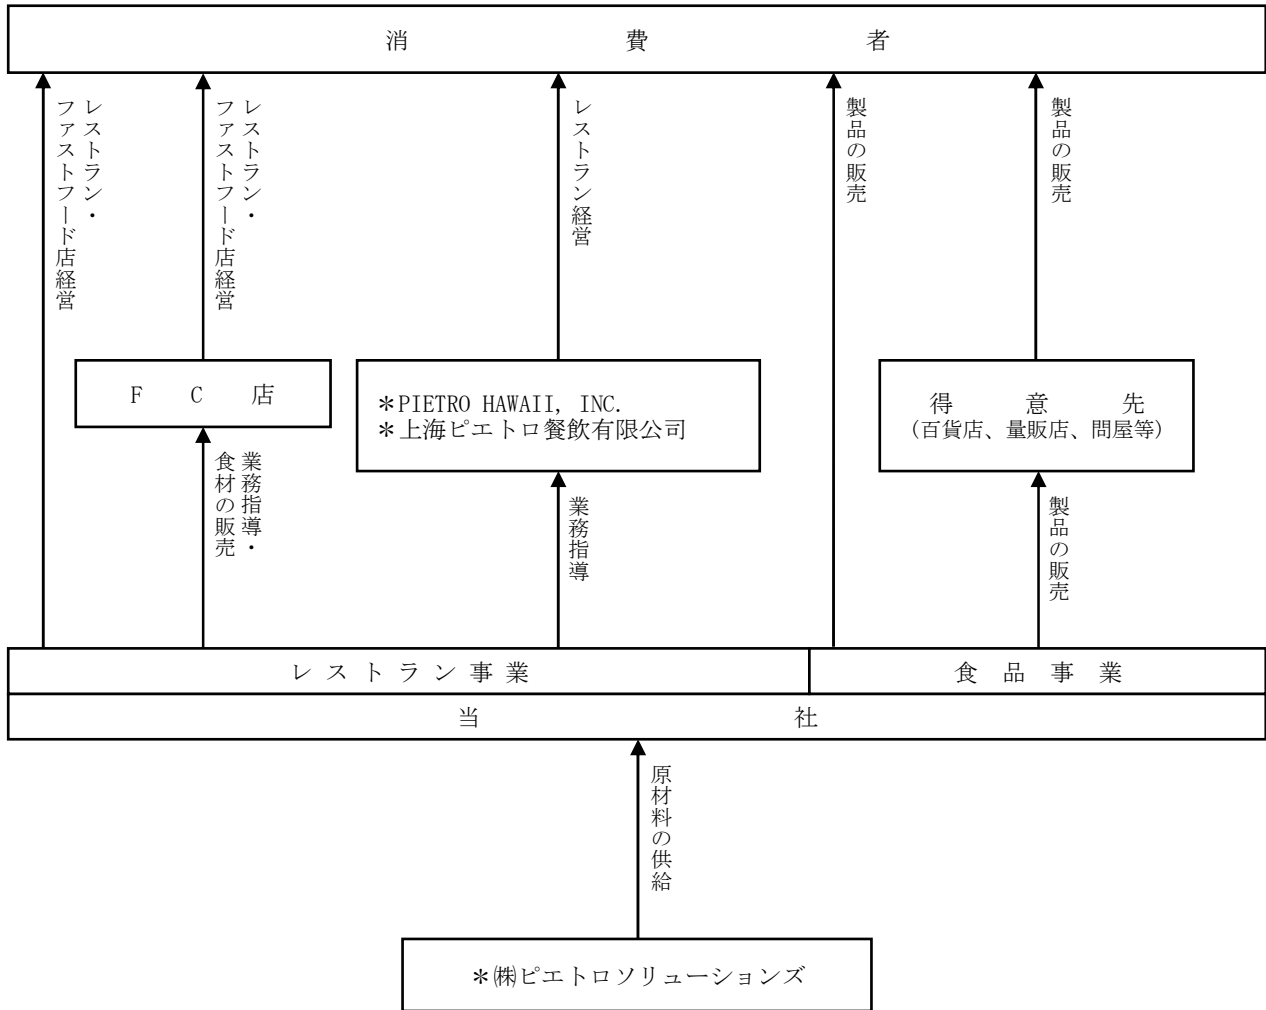 消費者
レストラン・
ファストフード店経営
レストラン・
ファストフード店経営
レストラン経営
製品の販売
製品の販売
FC店
＊PIETRO HAWAII, INC.
＊上海ピエトロ餐飲有限公司
得意先
(百貨店、量販店、問屋等)
業務指導・
食材の販売
業務指導
製品の販売
レストラン事業
食品事業
当社
原材料の供給
＊㈱ピエトロソリューションズ